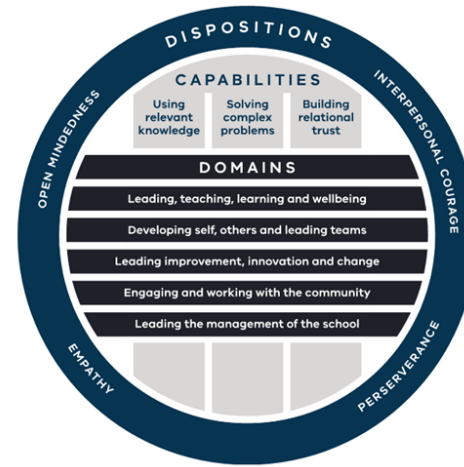 DISPOSITIONS
OPEN MINDEDNESS
INTERPERSONAL COURAGE
CAPABILITIES
Using
relevant
knowledge
Solving
complex
problems
Building
relational
trust
DOMAINS
Leading, teaching, learning and wellbeing
Developing self, others and leading teams
Leading improvement, innovation and change
Engaging and working with the community
Leading the management of the school
EMPATHY
PERSERVERANCE